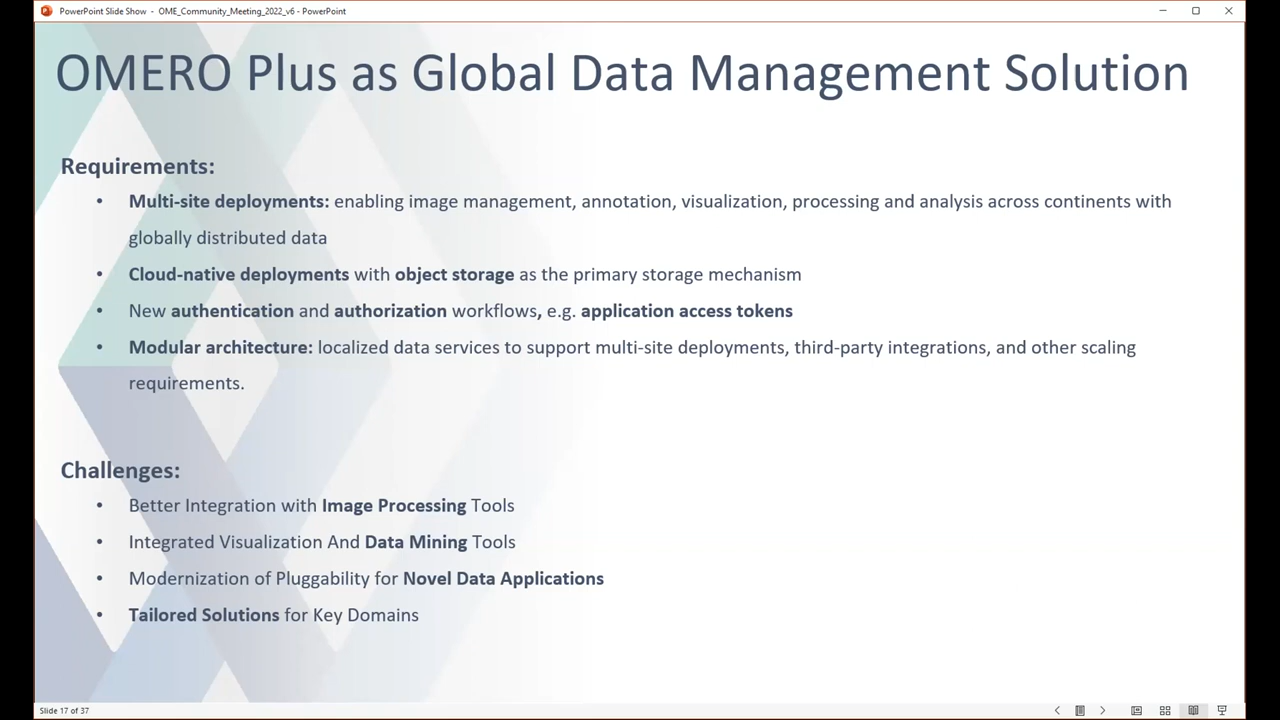 PowerPoint Slide Show - OME_Community_Meeting_2022_v6 - PowerPoint
OMERO Plus as Global Data Management Solution
Requirements:
• Multi-site deployments: enabling image management, annotation, visualization, processing and analysis across continents with
globally distributed data
• Cloud-native deployments with object storage as the primary storage mechanism
• New authentication and authorization workflows, e.g. application access tokens
• Modular architecture: localized data services to support multi-site deployments, third-party integrations, and other scaling
requirements.
Challenges:
• Better Integration with Image Processing Tools
• Integrated Visualization And Data Mining Tools
• Modernization of Pluggability for Novel Data Applications
• Tailored Solutions for Key Domains
Slide 17 of 37